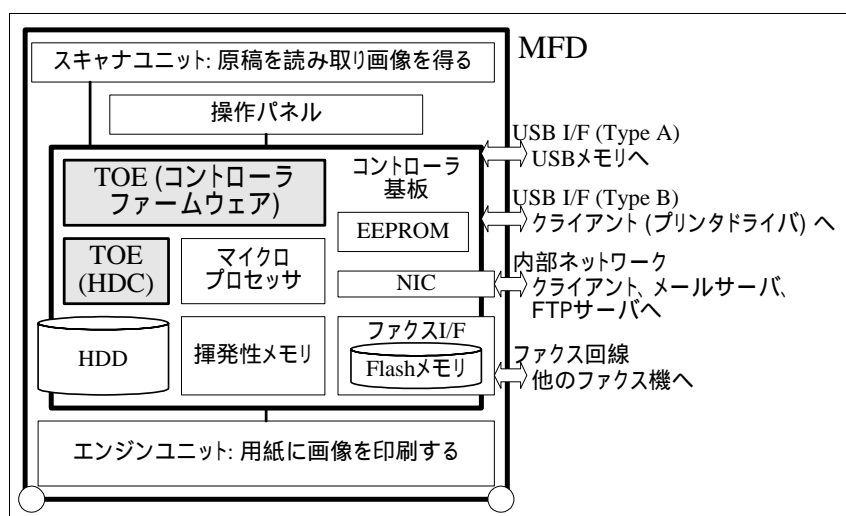 MFD
スキャナユニット: 原稿を読み取り画像を得る
操作パネル
USB I/F (Type A)
USBメモリへ
TOE (コントローラ
ファームウェア)
コントローラ
基板
USB I/F (Type B)
クライアント (プリンタドライバ) へ
EEPROM
TOE
(HDC)
マイクロ
プロセッサ
NIC
内部ネットワーク
クライアント、メールサーバ、
FTPサーバへ
HDD
揮発性メモリ
ファクスI/F
Flashメモリ
ファクス回線
他のファクス機へ
エンジンユニット: 用紙に画像を印刷する